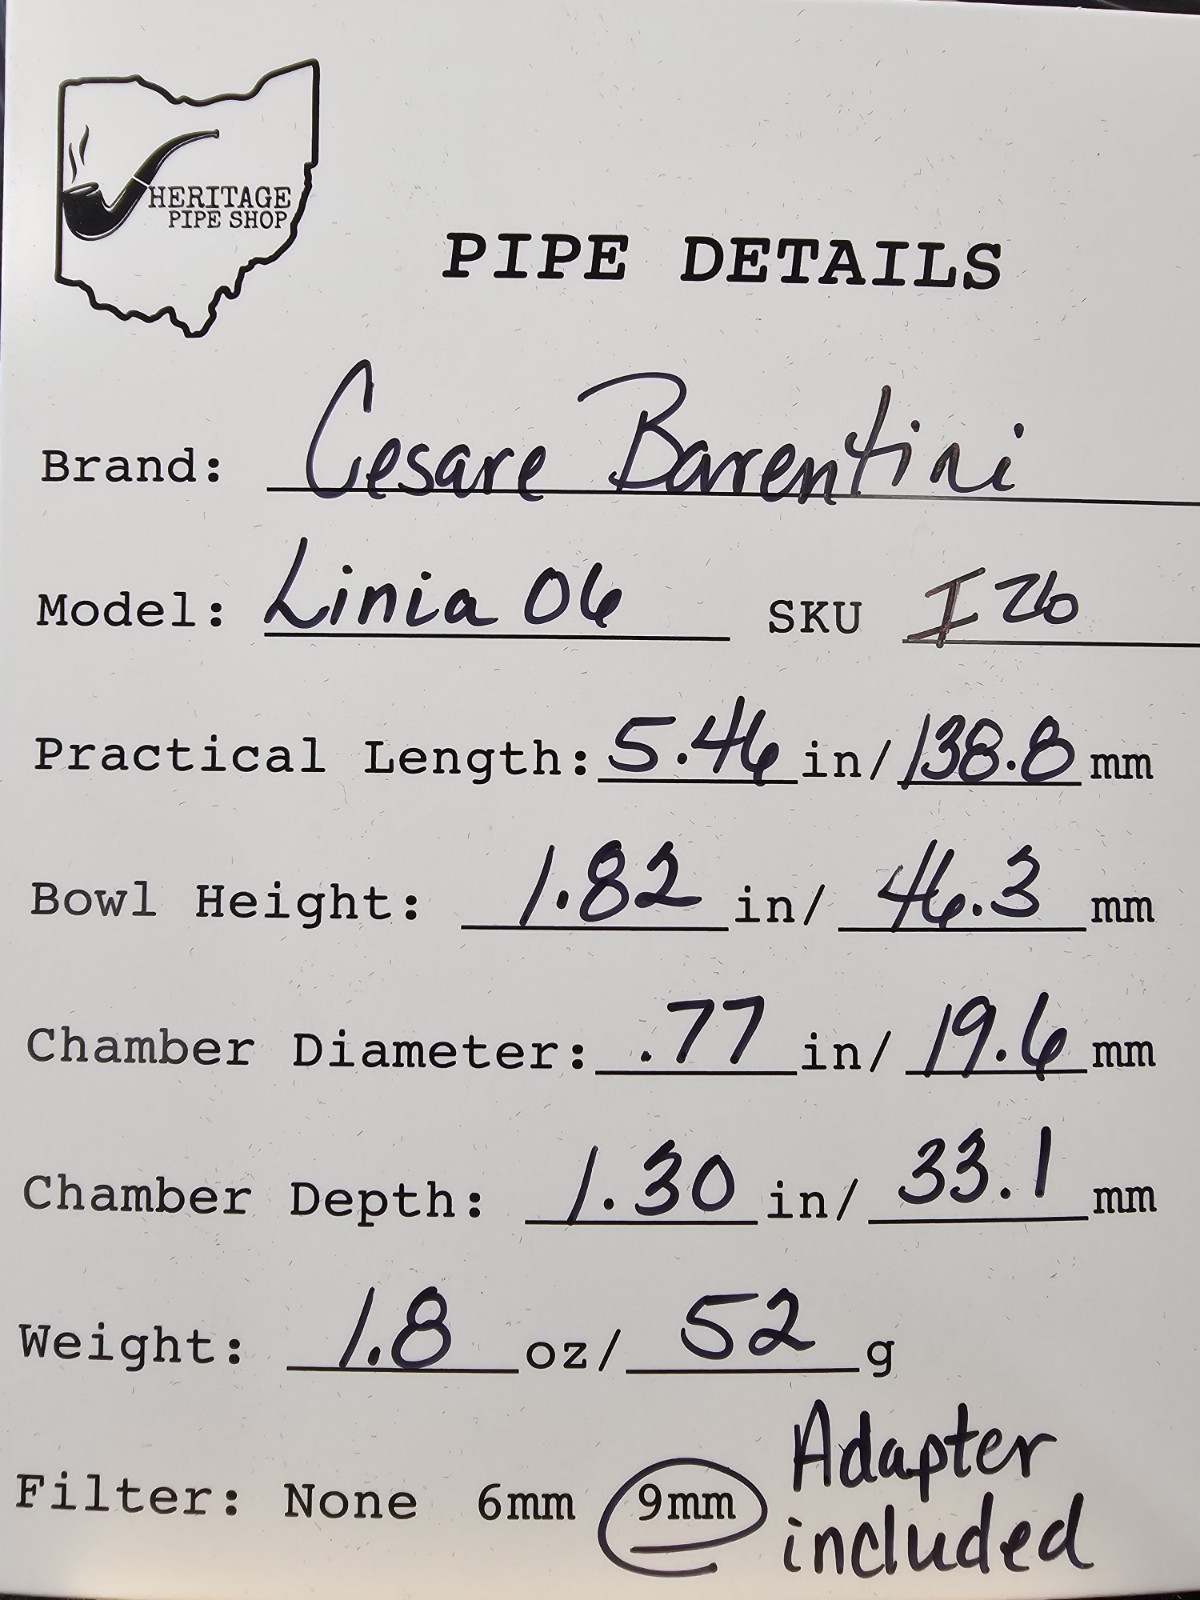 HERITAGE
PIPE SHOP
PIPE DETAILS
Brand: Cesare Barentini
Model: Linia 06 SKU I26
Practical Length: 5.46 in/ 138.8 mm
Bowl Height: 1.82 in/ 46.3 mm
Chamber Diameter: .77 in/ 19.6 mm
Chamber Depth: 1.30 in/ 33.1 mm
Weight: 1.8 oz/ 52 g
Filter: None 6mm 9mm Adapter
included